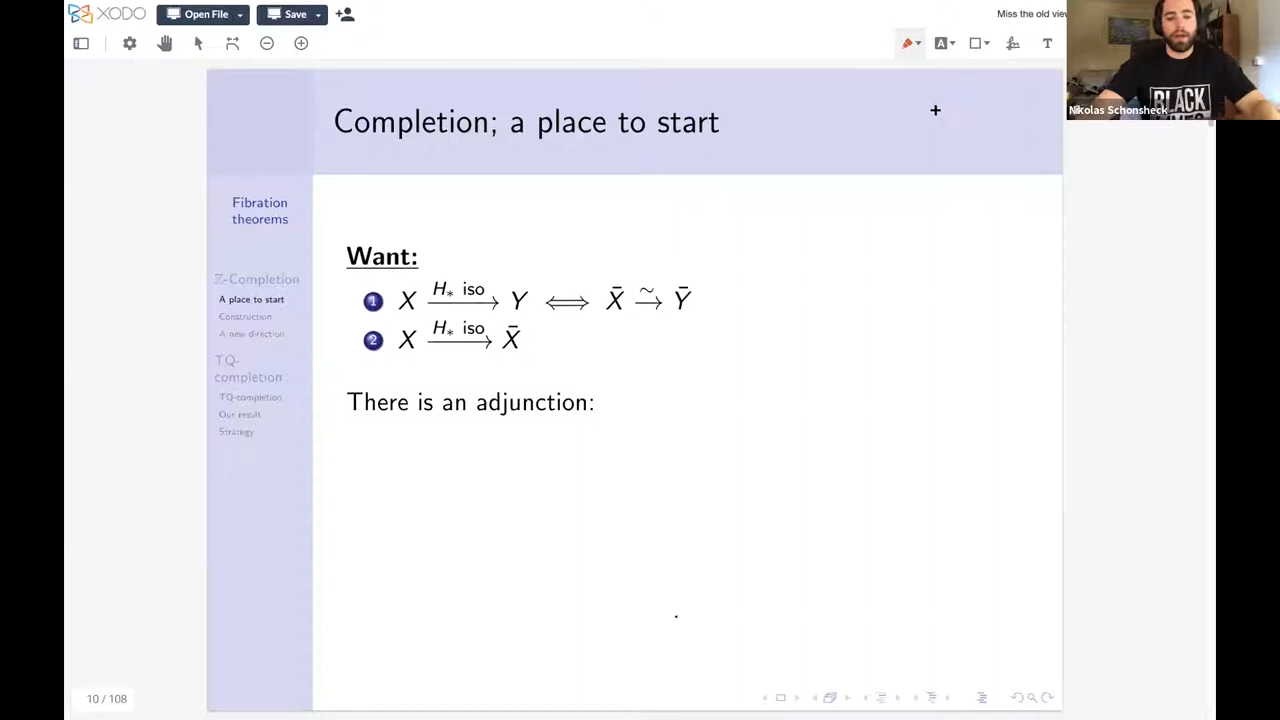 XODO
Open File
Save
Miss the old view
Nikolas Schonsheck
Completion; a place to start
Fibration
theorems
Z-Completion
A place to start
Construction
A new direction
TQ-
completion
TQ-completion
Our result
Strategy
Want:
1 X H∗ iso → Y ⟺ X̄ ∼→ Ȳ
2 X H∗ iso → X̄
There is an adjunction:
.
10 / 108